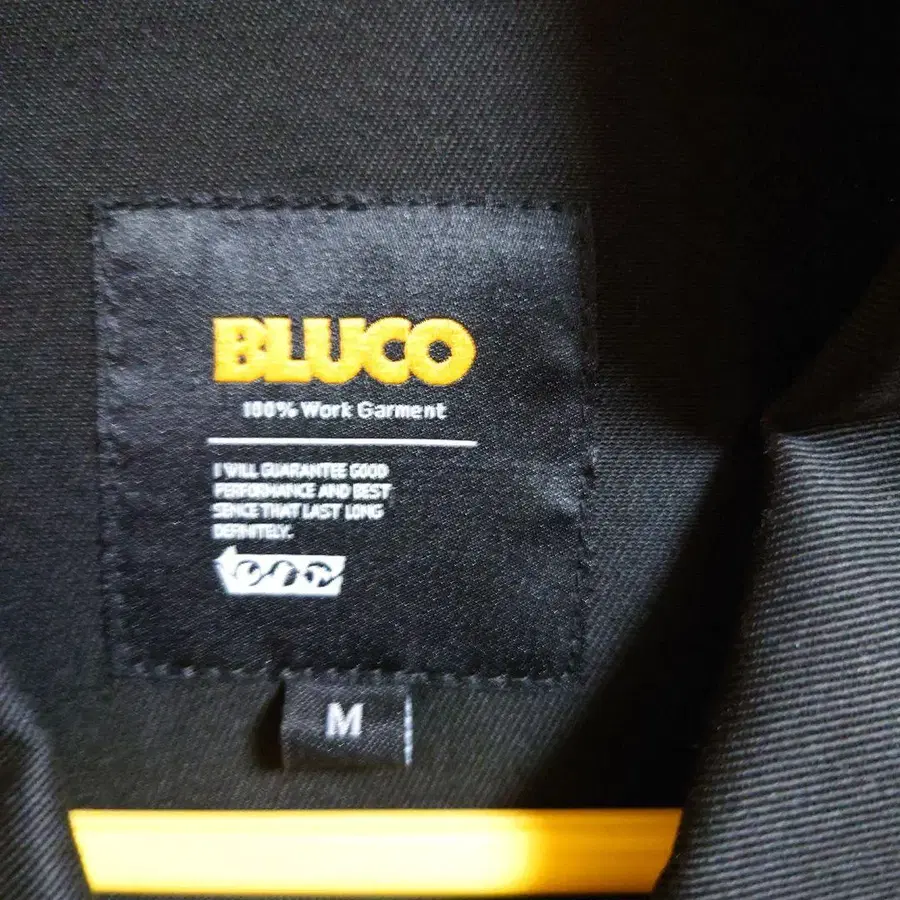 BLUCO
100% Work Garment
I WILL GUARANTEE GOOD
PERFORMANCE AND BEST
SENCE THAT LAST LONG
DEFINITELY.
M